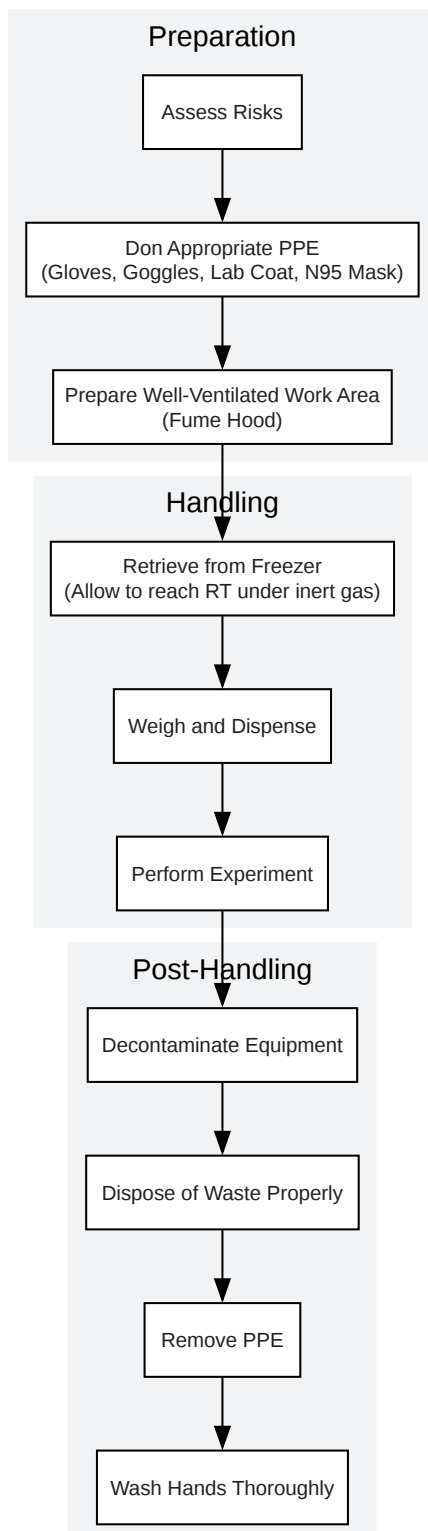 Preparation
Assess Risks
Don Appropriate PPE
(Gloves, Goggles, Lab Coat, N95 Mask)
Prepare Well-Ventilated Work Area
(Fume Hood)
Handling
Retrieve from Freezer
(Allow to reach RT under inert gas)
Weigh and Dispense
Perform Experiment
Post-Handling
Decontaminate Equipment
Dispose of Waste Properly
Remove PPE
Wash Hands Thoroughly